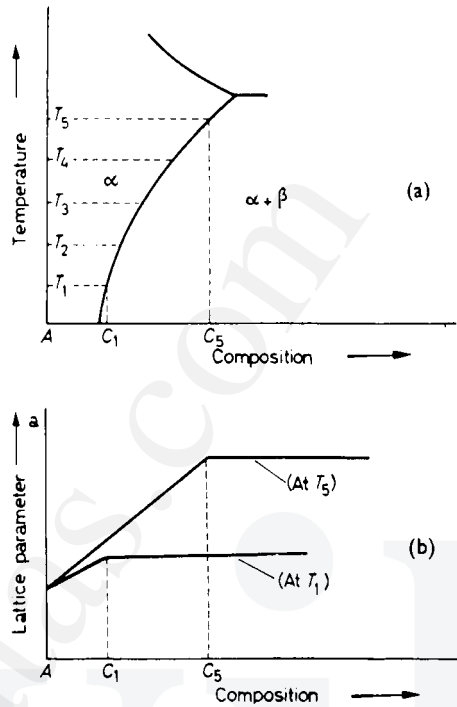 Temperature
T5
T4
T3
T2
T1
α
α + β
(a)
A
C1
C5
Composition
a
Lattice parameter
(At T5)
(At T1)
(b)
A
C1
C5
Composition